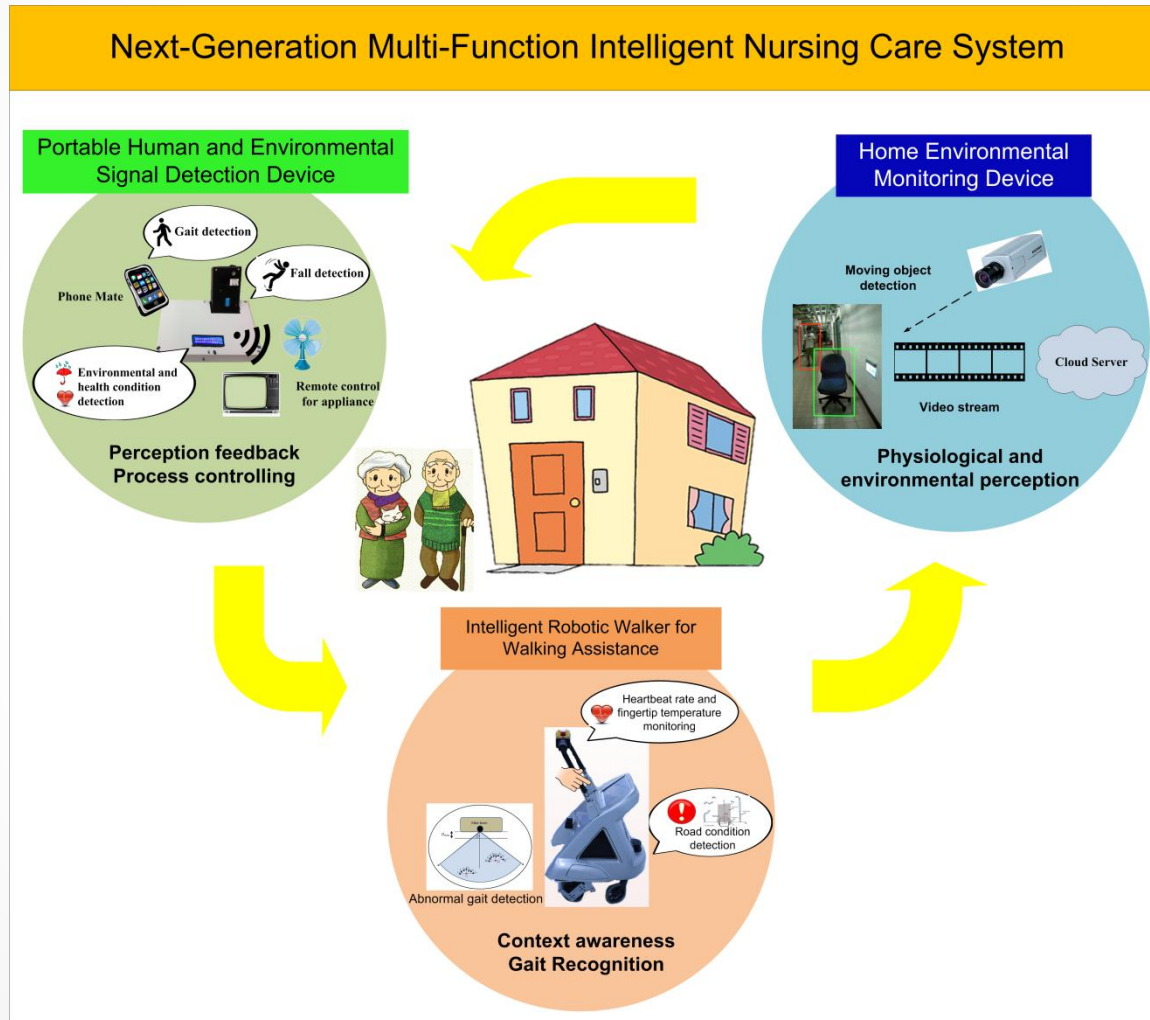 Next-Generation Multi-Function Intelligent Nursing Care System
Portable Human and Environmental
Signal Detection Device
Gait detection
Fall detection
Phone Mate
Environmental and
health condition
detection
Remote control
for appliance
Perception feedback
Process controlling
Home Environmental
Monitoring Device
Moving object
detection
Cloud Server
Video stream
Physiological and
environmental perception
Intelligent Robotic Walker for
Walking Assistance
Heartbeat rate and
fingertip temperature
monitoring
Road condition
detection
Abnormal gait detection
Context awareness
Gait Recognition